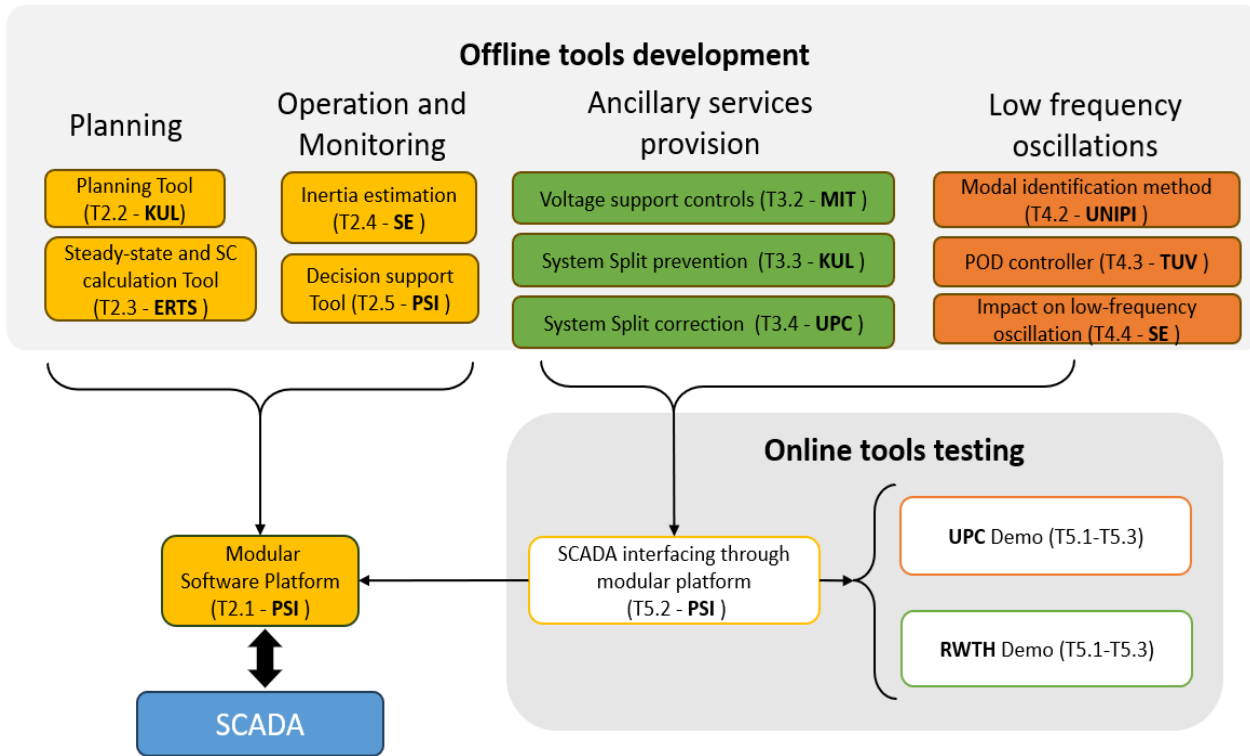 Offline tools development
Planning
Operation and
Monitoring
Ancillary services
provision
Low frequency
oscillations
Planning Tool
(T2.2 - KUL)
Steady-state and SC
calculation Tool
(T2.3 - ERTS )
Inertia estimation
(T2.4 - SE )
Decision support
Tool (T2.5 - PSI )
Voltage support controls (T3.2 - MIT )
System Split prevention (T3.3 - KUL )
System Split correction (T3.4 - UPC )
Modal identification method
(T4.2 - UNIPI )
POD controller (T4.3 - TUV )
Impact on low-frequency
oscillation (T4.4 - SE )
Online tools testing
Modular
Software Platform
(T2.1 - PSI )
SCADA interfacing through
modular platform
(T5.2 - PSI )
UPC Demo (T5.1-T5.3)
RWTH Demo (T5.1-T5.3)
SCADA